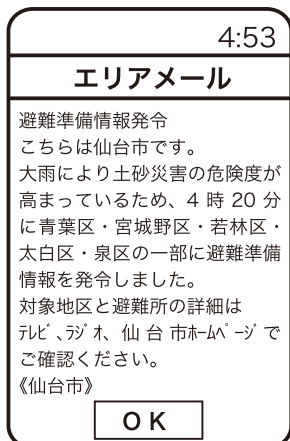 4:53
エリアメール
避難準備情報発令
こちらは仙台市です。
大雨により土砂災害の危険度が
高まっているため、4 時 20 分
に青葉区・宮城野区・若林区・
太白区・泉区の一部に避難準備
情報を発令しました。
対象地区と避難所の詳細は
ﾃﾚﾋﾞ､ﾗｼﾞｵ、仙 台 市ﾎｰﾑﾍﾟｰｼﾞ で
ご確認ください。
《仙台市》
ＯＫ